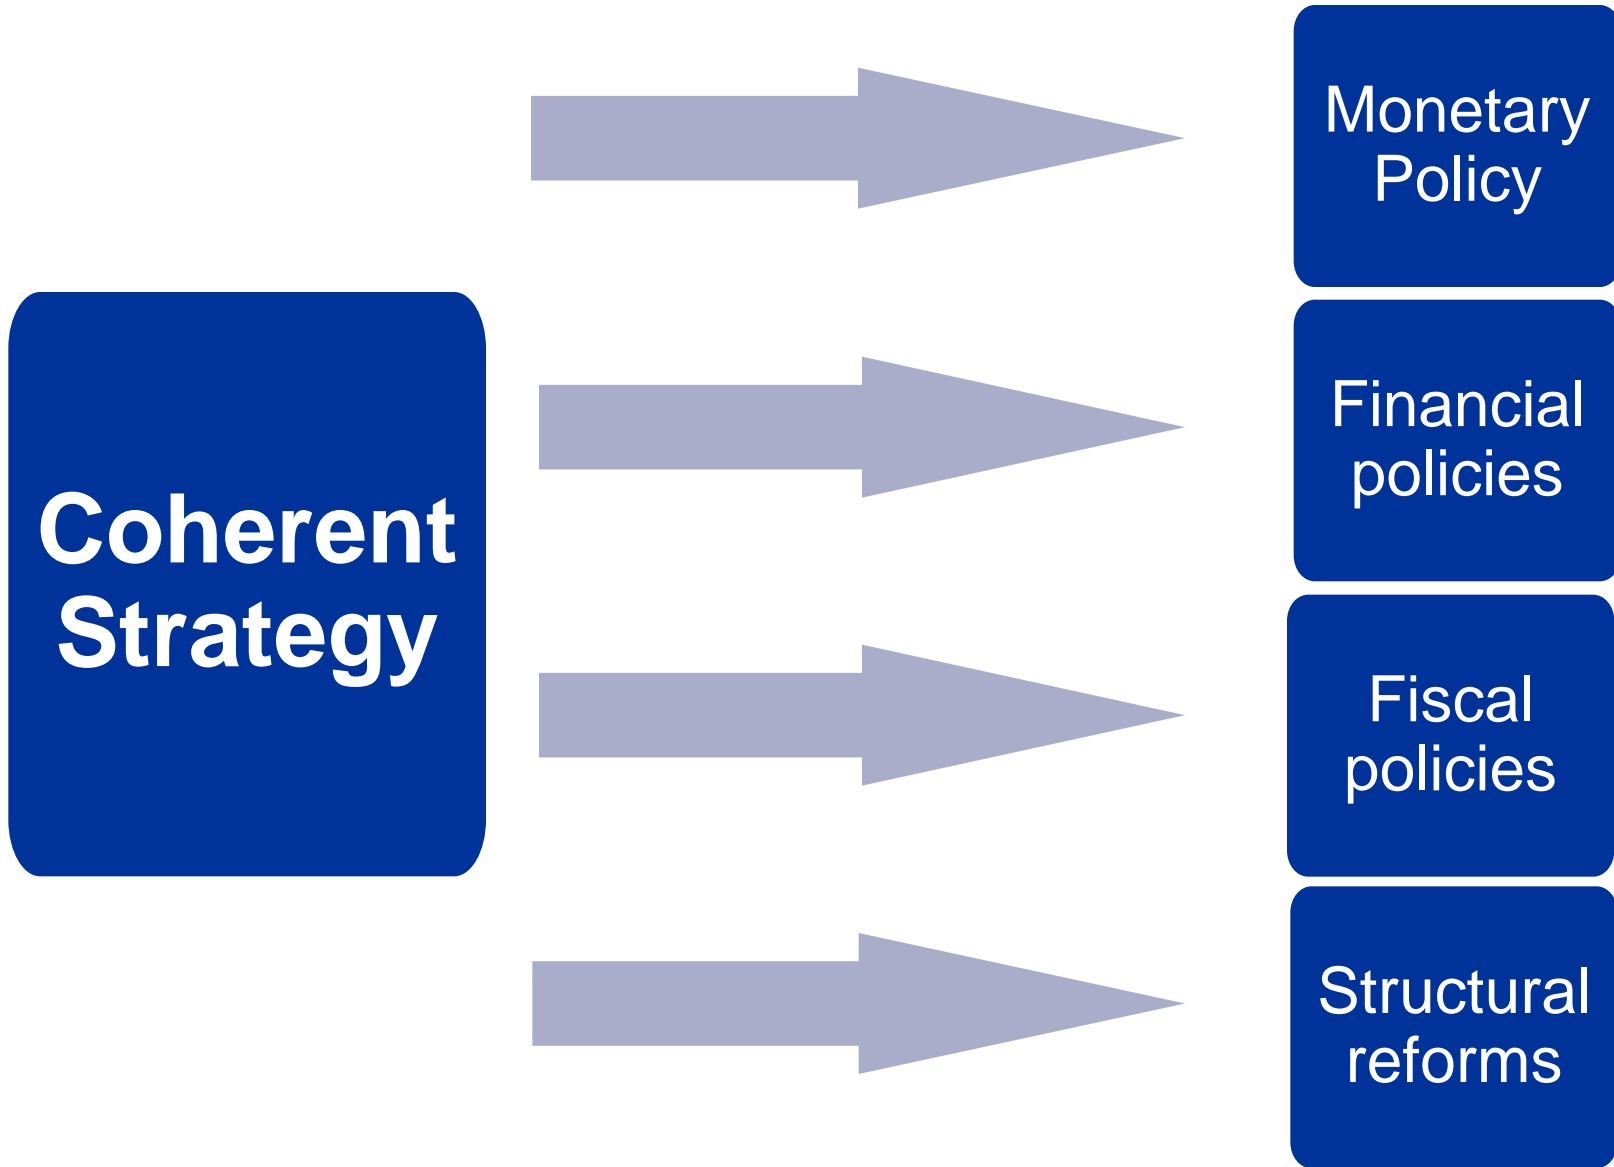 Coherent
Strategy
Monetary
Policy
Financial
policies
Fiscal
policies
Structural
reforms